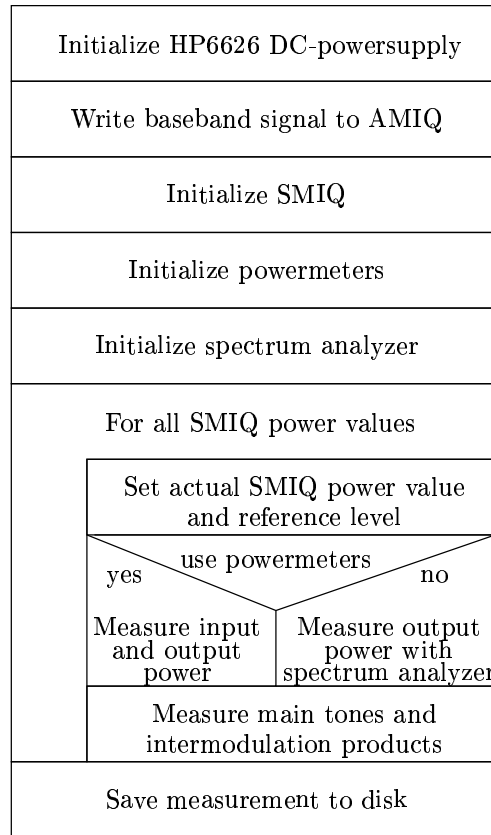 Initialize HP6626 DC-powersupply
Write baseband signal to AMIQ
Initialize SMIQ
Initialize powermeters
Initialize spectrum analyzer
For all SMIQ power values
Set actual SMIQ power value
and reference level
use powermeters
yes
no
Measure input
and output
power
Measure output
power with
spectrum analyzer
Measure main tones and
intermodulation products
Save measurement to disk